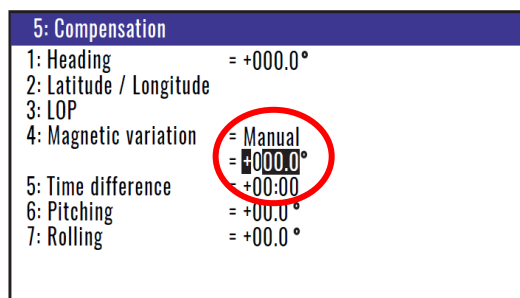 5: Compensation
1: Heading = +000.0°
2: Latitude / Longitude
3: LOP
4: Magnetic variation = Manual
= +000.0°
5: Time difference = +00:00
6: Pitching = +00.0 °
7: Rolling = +00.0 °